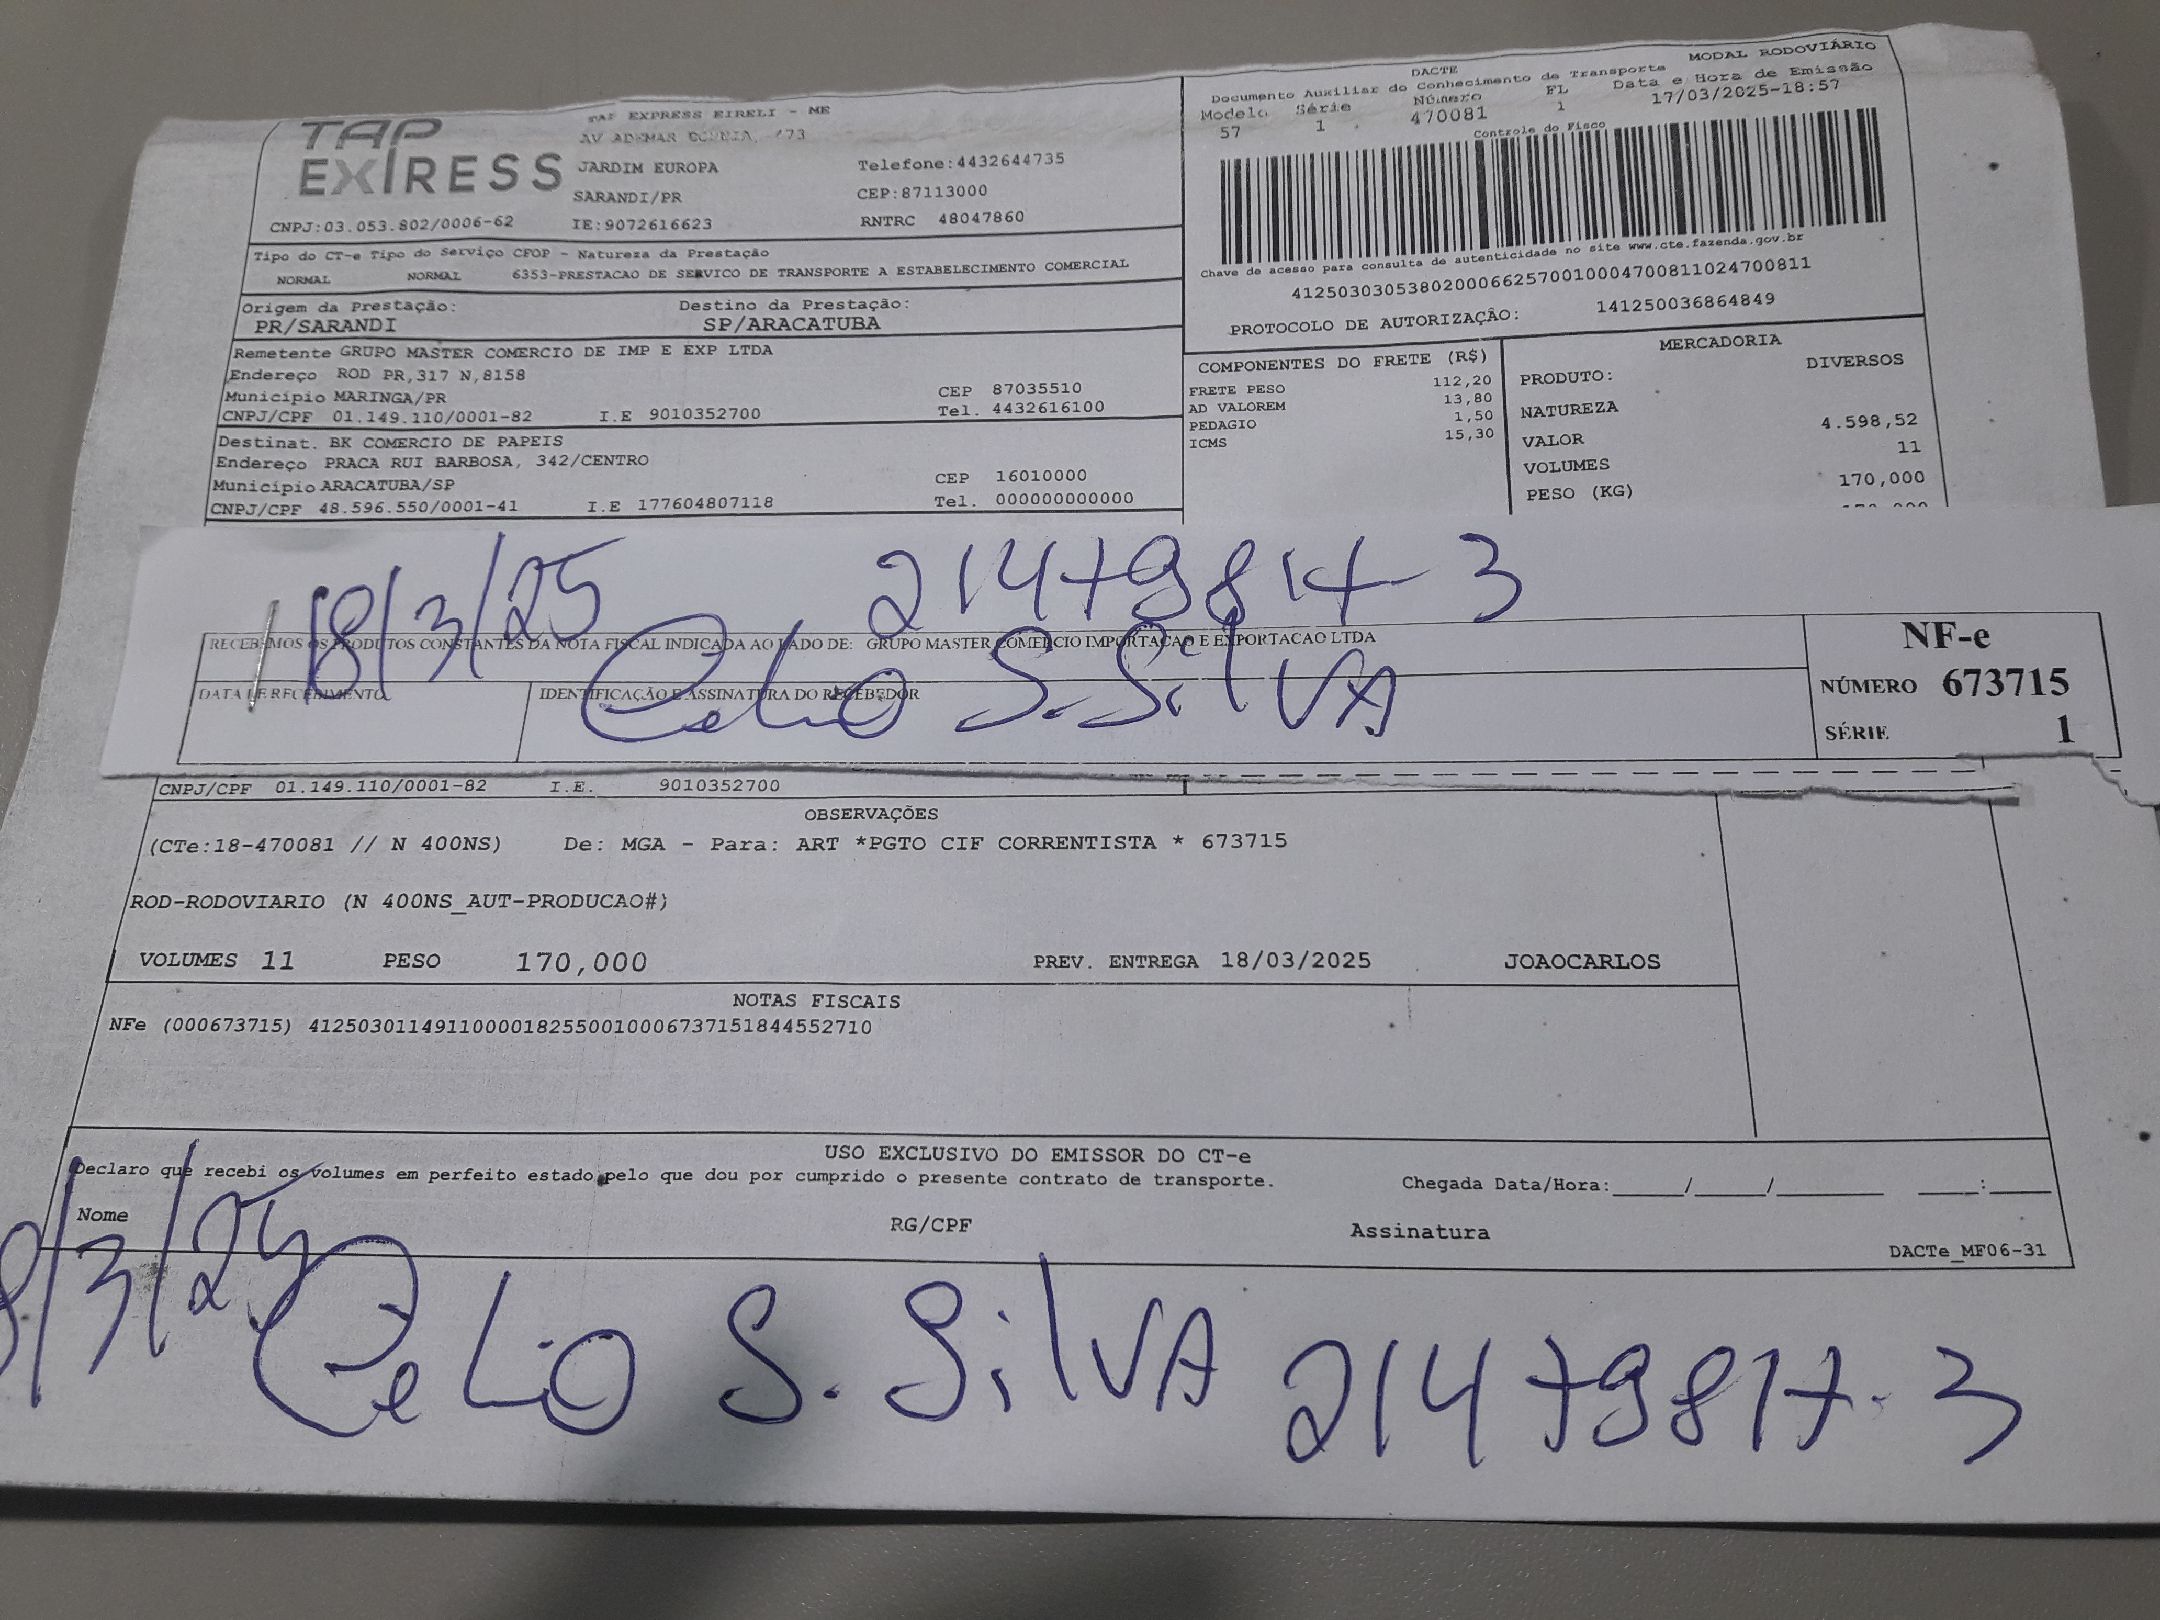 TAP
EXPRESS
TAP EXPRESS EIRELI - ME
AV ADEMAR
JARDIM EUROPA
SARANDI/PR
Telefone:4432644735
CEP:87113000
CNPJ:03.053.802/0006-62 IE:9072616623 RNTRC 48047860
DACTE MODAL RODOVIÁRIO
Documento Auxiliar do Conhecimento de Transporte
Modelo Série Número FL Data e Hora de Emissão
57 1 470081 1 17/03/2025-18:57
Controle do Fisco
Chave de acesso para consulta de autenticidade no site www.cte.fazenda.gov.br
41250303053802000662570010004700811024700811
PROTOCOLO DE AUTORIZAÇÃO: 141250036864849
Tipo do CT-e Tipo do Serviço CFOP - Natureza da Prestação
NORMAL NORMAL 6353-PRESTACAO DE SERVICO DE TRANSPORTE A ESTABELECIMENTO COMERCIAL
Origem da Prestação: Destino da Prestação:
PR/SARANDI SP/ARACATUBA
Remetente GRUPO MASTER COMERCIO DE IMP E EXP LTDA
Endereço ROD PR,317 N,8158
Município MARINGA/PR CEP 87035510
CNPJ/CPF 01.149.110/0001-82 I.E 9010352700 Tel. 4432616100
Destinat. BK COMERCIO DE PAPEIS
Endereço PRACA RUI BARBOSA, 342/CENTRO
Município ARACATUBA/SP CEP 16010000
CNPJ/CPF 48.596.550/0001-41 I.E 177604807118 Tel. 000000000000
COMPONENTES DO FRETE (R$)
FRETE PESO 112,20
AD VALOREM 13,80
PEDAGIO 1,50
ICMS 15,30
MERCADORIA
PRODUTO: DIVERSOS
NATUREZA
VALOR 4.598,52
VOLUMES 11
PESO (KG) 170,000
18/3/25 21479817-3
RECEBEMOS OS PRODUTOS CONSTANTES DA NOTA FISCAL INDICADA AO LADO DE: GRUPO MASTER COMERCIO IMPORTACAO E EXPORTACAO LTDA
DATA DE RECEBIMENTO IDENTIFICAÇÃO E ASSINATURA DO RECEBEDOR
Celio S. Silva
NF-e
NÚMERO 673715
SÉRIE 1
CNPJ/CPF 01.149.110/0001-82 I.E. 9010352700
OBSERVAÇÕES
(CTe:18-470081 // N 400NS) De: MGA - Para: ART *PGTO CIF CORRENTISTA * 673715
ROD-RODOVIARIO (N 400NS_AUT-PRODUCAO#)
VOLUMES 11 PESO 170,000 PREV. ENTREGA 18/03/2025 JOAOCARLOS
NOTAS FISCAIS
NFe (000673715) 41250301149110000182550010006737151844552710
USO EXCLUSIVO DO EMISSOR DO CT-e
Declaro que recebi os volumes em perfeito estado pelo que dou por cumprido o presente contrato de transporte. Chegada Data/Hora:____/____/______ ___:___
Nome RG/CPF Assinatura
DACTe_MF06-31
8/3/25 Celio S. Silva 21479817-3